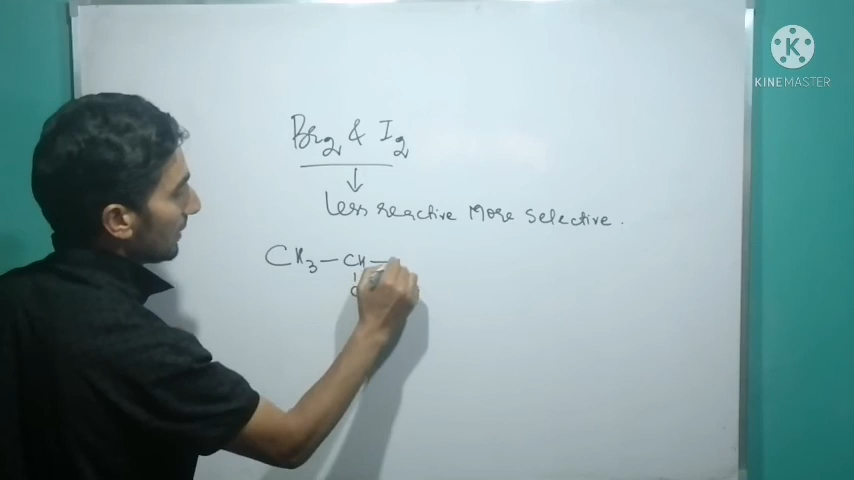 K
KINEMASTER
Br2 & I2
↓
Less reactive More selective.
CH3 — CH —